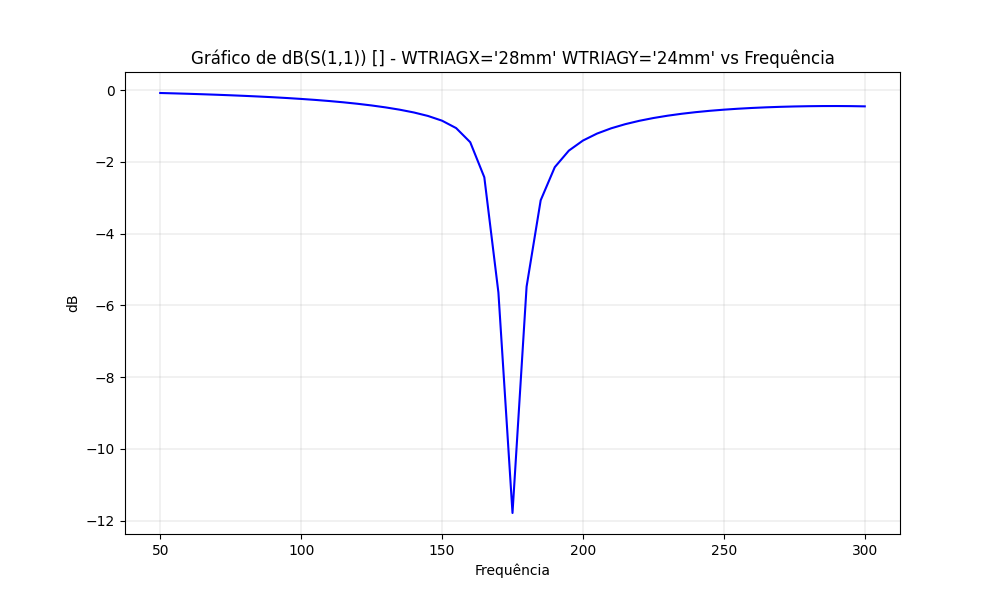 Gráfico de dB(S(1,1)) [] - WTRIAGX='28mm' WTRIAGY='24mm' vs Frequência
0
−2
−4
−6
−8
−10
−12
dB
50 100 150 200 250 300
Frequência